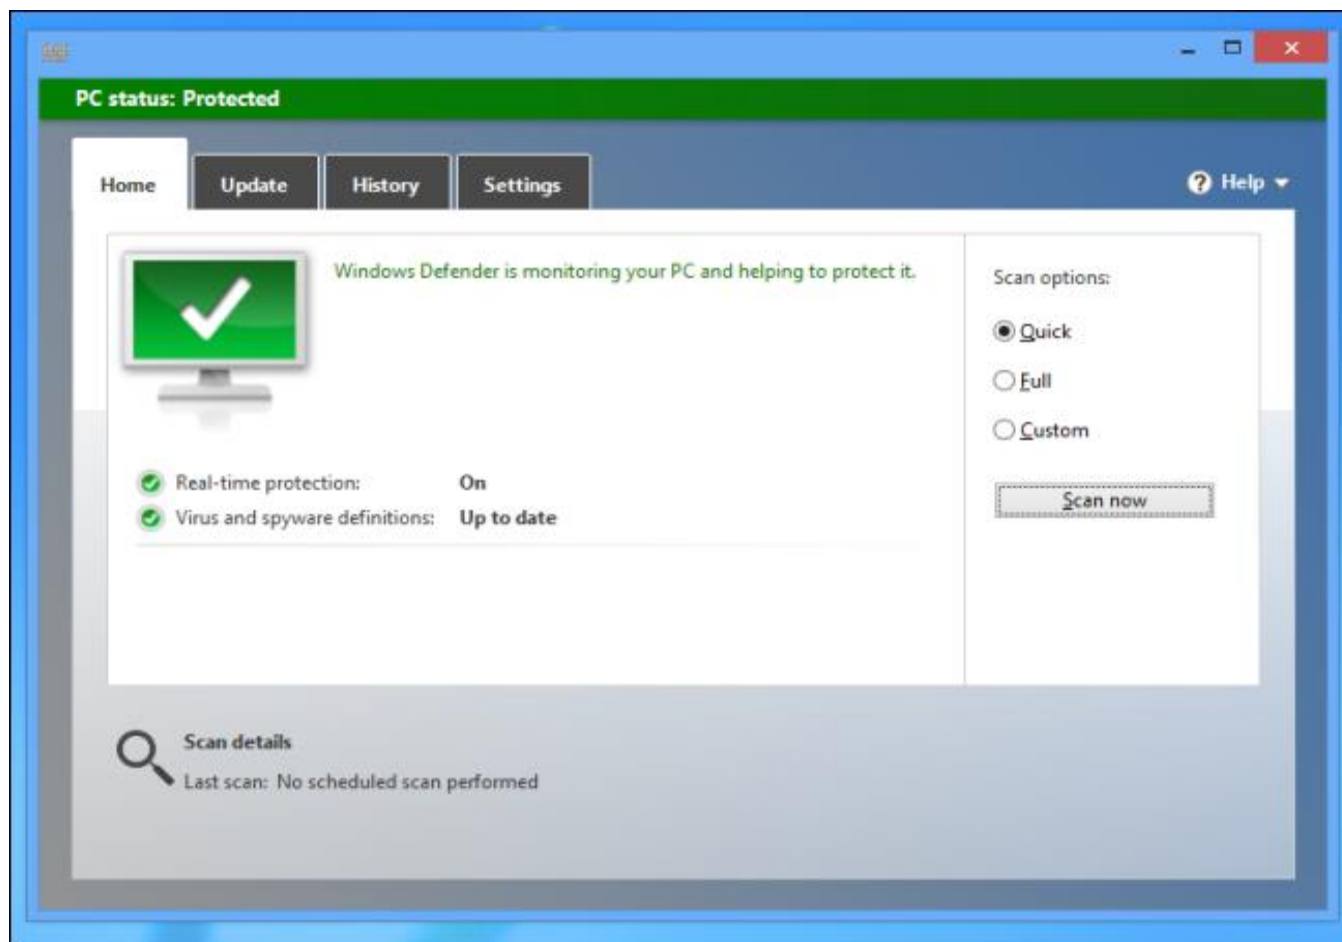 PC status: Protected
Home
Update
History
Settings
? Help
Windows Defender is monitoring your PC and helping to protect it.
Scan options:
Quick
Full
Custom
Scan now
Real-time protection: On
Virus and spyware definitions: Up to date
Scan details
Last scan: No scheduled scan performed